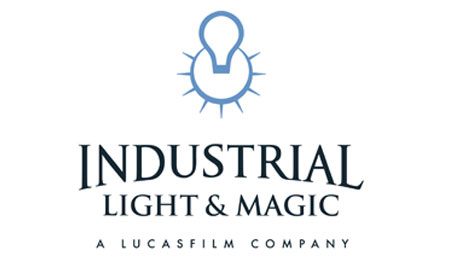 INDUSTRIAL
LIGHT & MAGIC
A LUCASFILM COMPANY